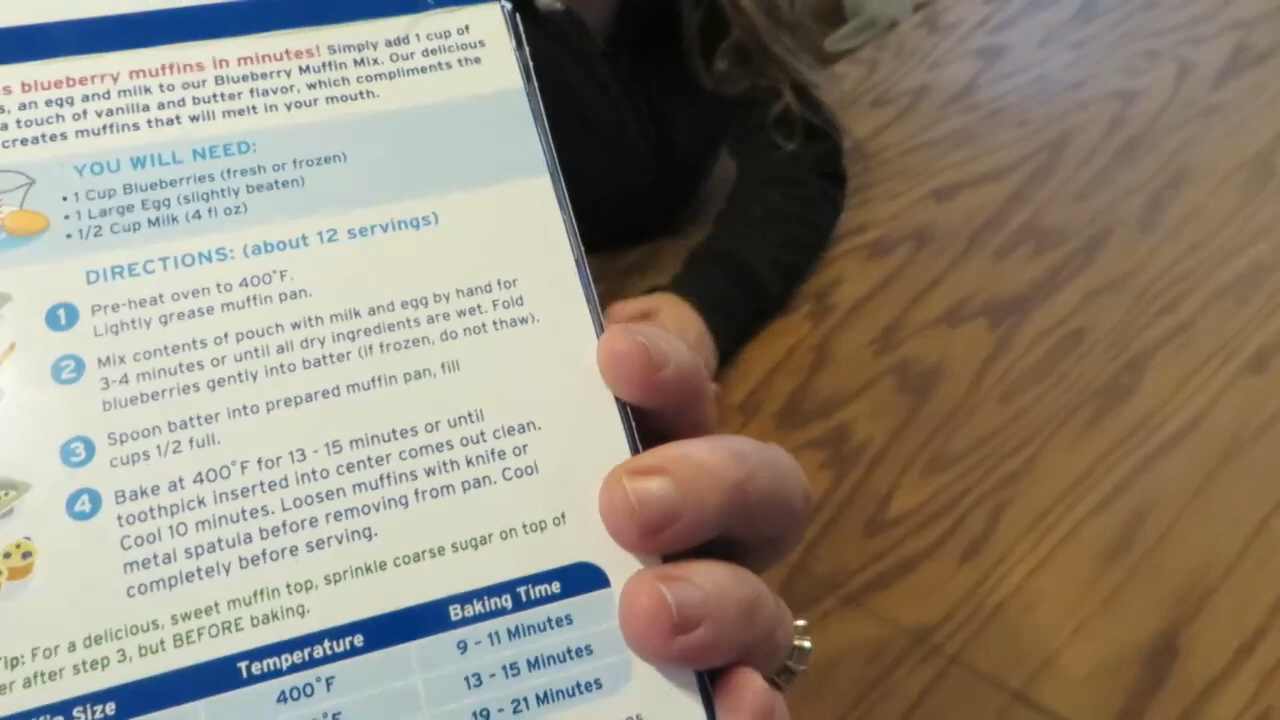 s blueberry muffins in minutes! Simply add 1 cup of
s, an egg and milk to our Blueberry Muffin Mix. Our delicious
a touch of vanilla and butter flavor, which compliments the
creates muffins that will melt in your mouth.
YOU WILL NEED:
• 1 Cup Blueberries (fresh or frozen)
• 1 Large Egg (slightly beaten)
• 1/2 Cup Milk (4 fl oz)
DIRECTIONS: (about 12 servings)
1 Pre-heat oven to 400°F.
Lightly grease muffin pan.
2 Mix contents of pouch with milk and egg by hand for
3-4 minutes or until all dry ingredients are wet. Fold
blueberries gently into batter (if frozen, do not thaw).
3 Spoon batter into prepared muffin pan, fill
cups 1/2 full.
4 Bake at 400°F for 13 - 15 minutes or until
toothpick inserted into center comes out clean.
Cool 10 minutes. Loosen muffins with knife or
metal spatula before removing from pan. Cool
completely before serving.
Tip: For a delicious, sweet muffin top, sprinkle coarse sugar on top of
er after step 3, but BEFORE baking.
Size Temperature Baking Time
400°F 9 - 11 Minutes
°F 13 - 15 Minutes
19 - 21 Minutes